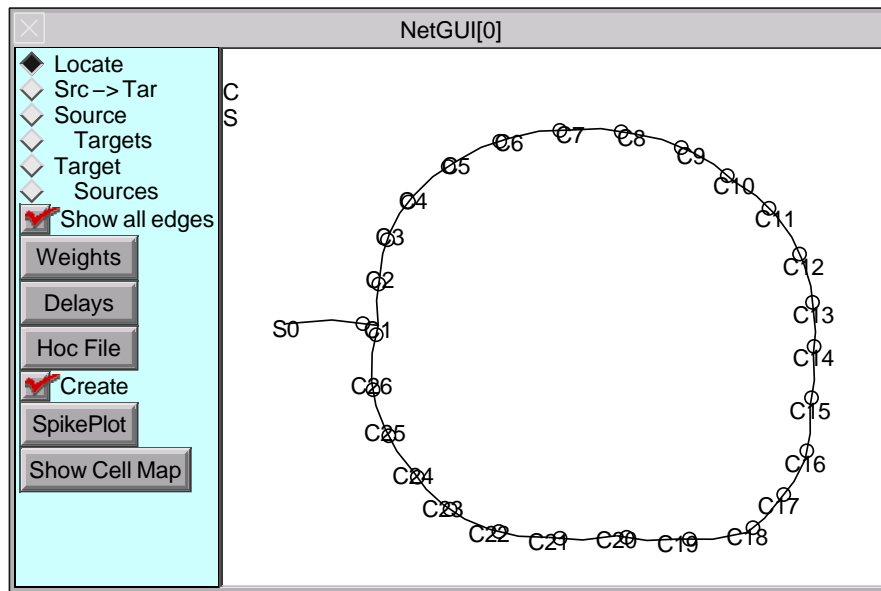 NetGUI[0]
Locate
Src −> Tar
Source
Targets
Target
Sources
Show all edges
Weights
Delays
Hoc File
Create
SpikePlot
Show Cell Map
C
S
S0
C1
C2
C3
C4
C5
C6
C7
C8
C9
C10
C11
C12
C13
C14
C15
C16
C17
C18
C19
C20
C21
C22
C23
C24
C25
C26